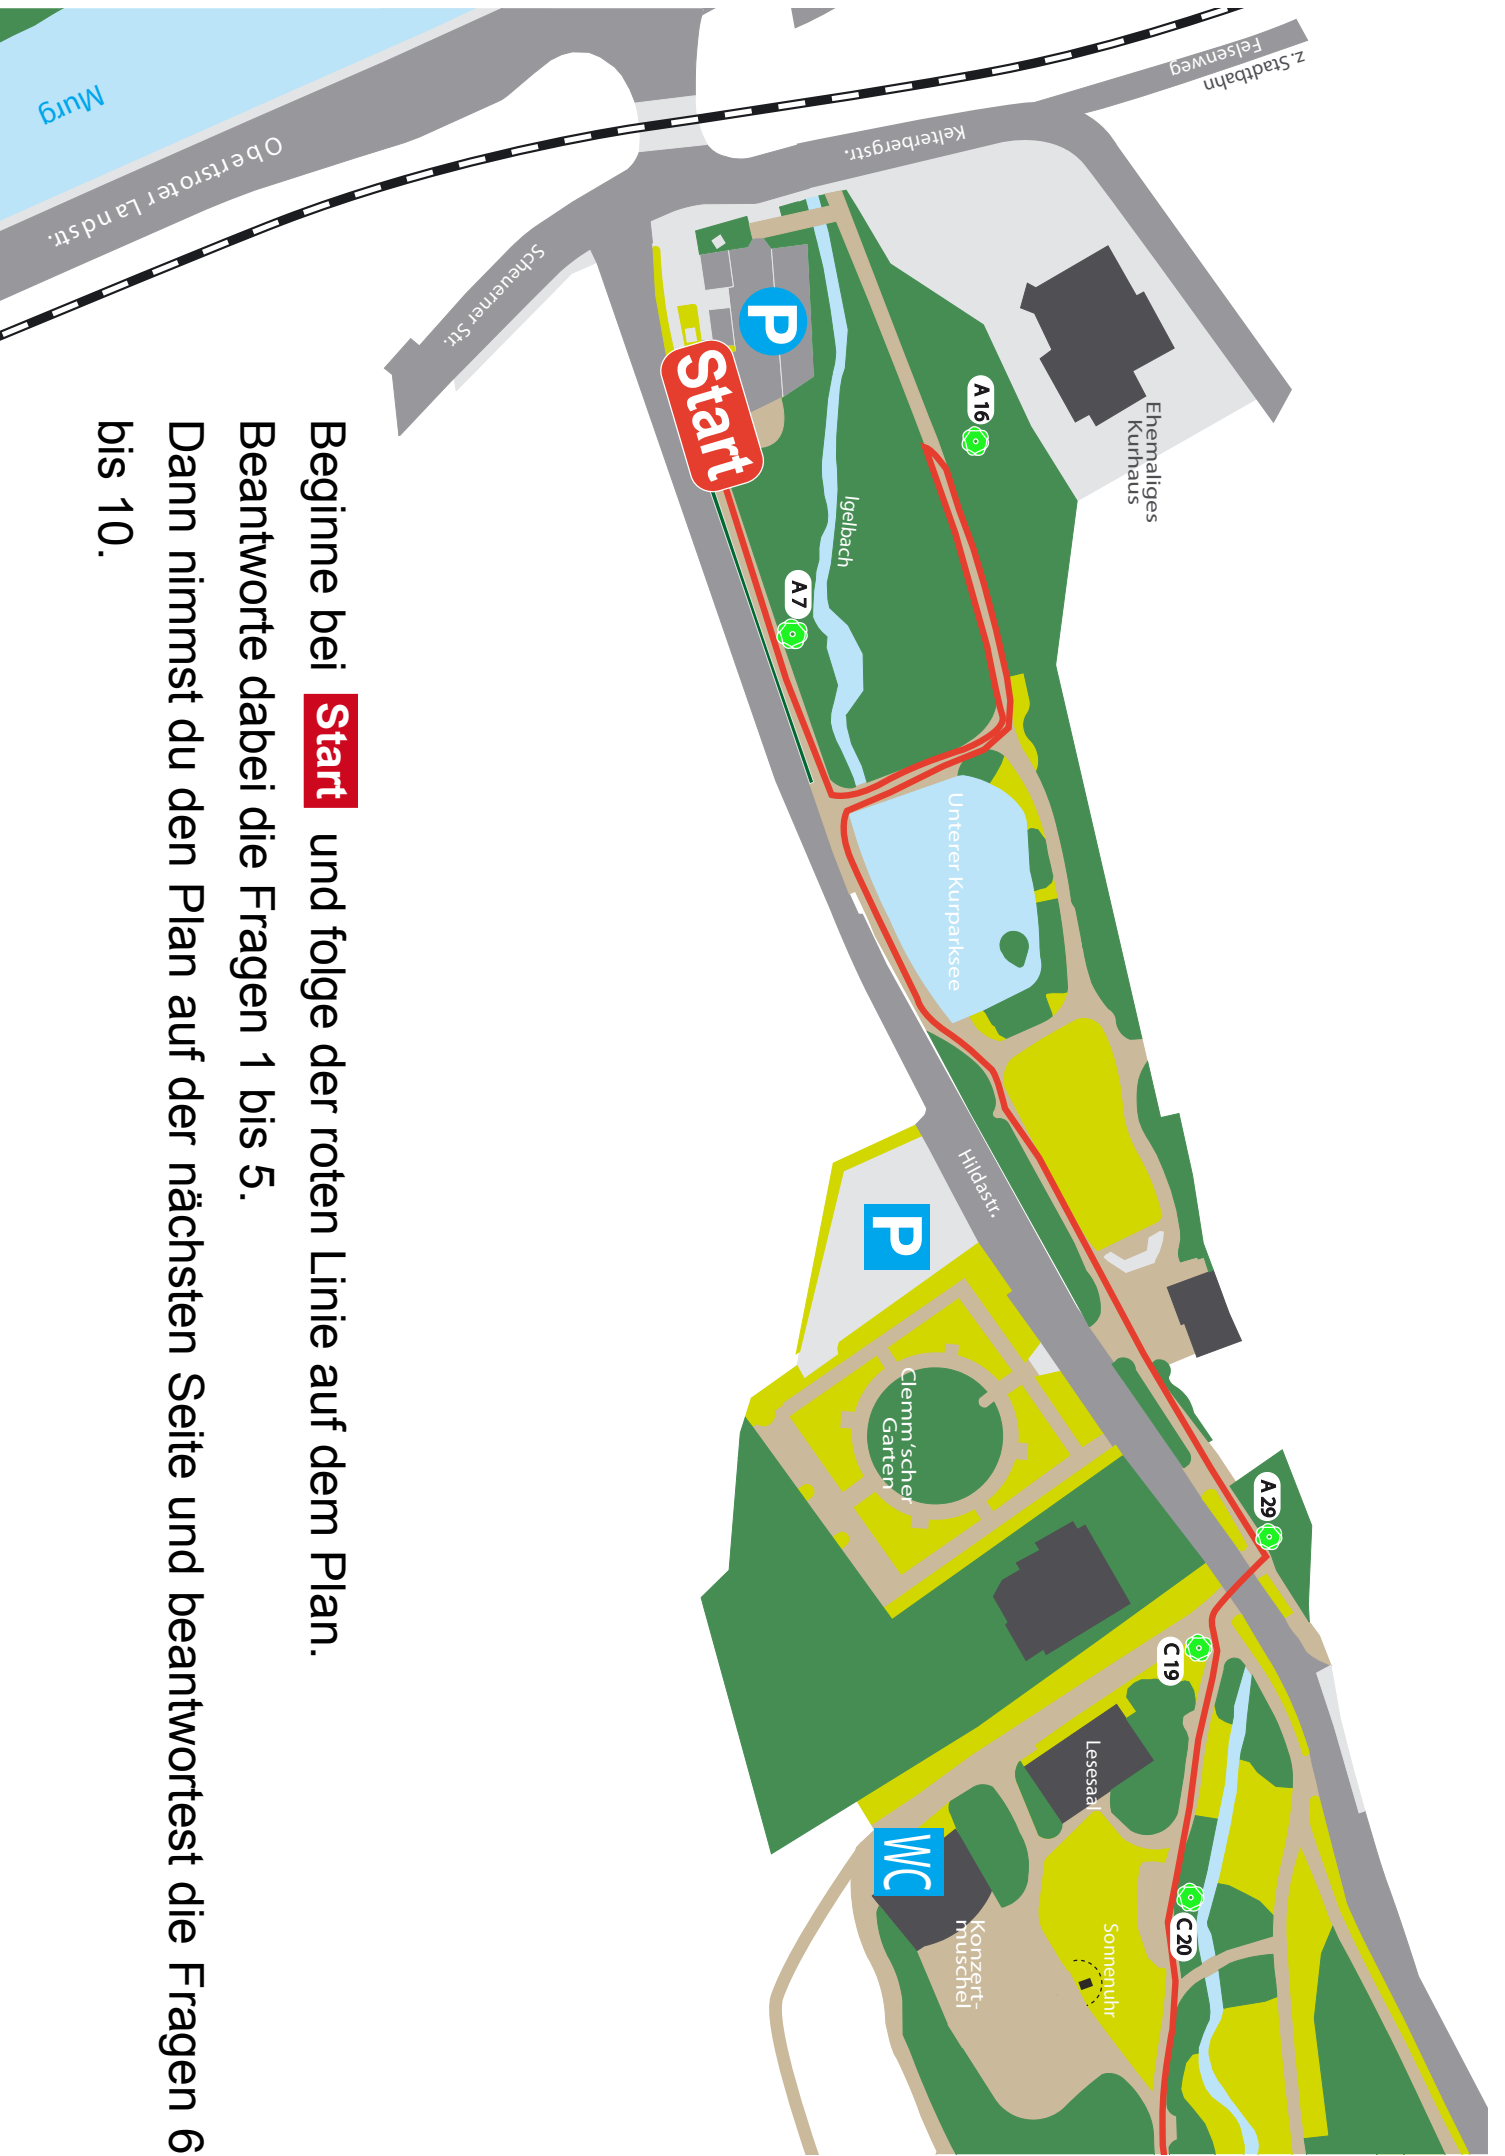 Murg
Obertsroter Landstr.
Scheuerner Str.
Kelterbergstr.
Felsenweg
z. Stadtbahn
Ehemaliges
Kurhaus
P
Start
A 16
Igelbach
A 7
Unterer Kurparksee
Hildastr.
P
Clemm'scher
Garten
A 29
C 19
Lesesaal
WC
Konzert-
muschel
Sonnenuhr
C 20
Beginne bei Start und folge der roten Linie auf dem Plan.
Beantworte dabei die Fragen 1 bis 5.
Dann nimmst du den Plan auf der nächsten Seite und beantwortest die Fragen 6
bis 10.